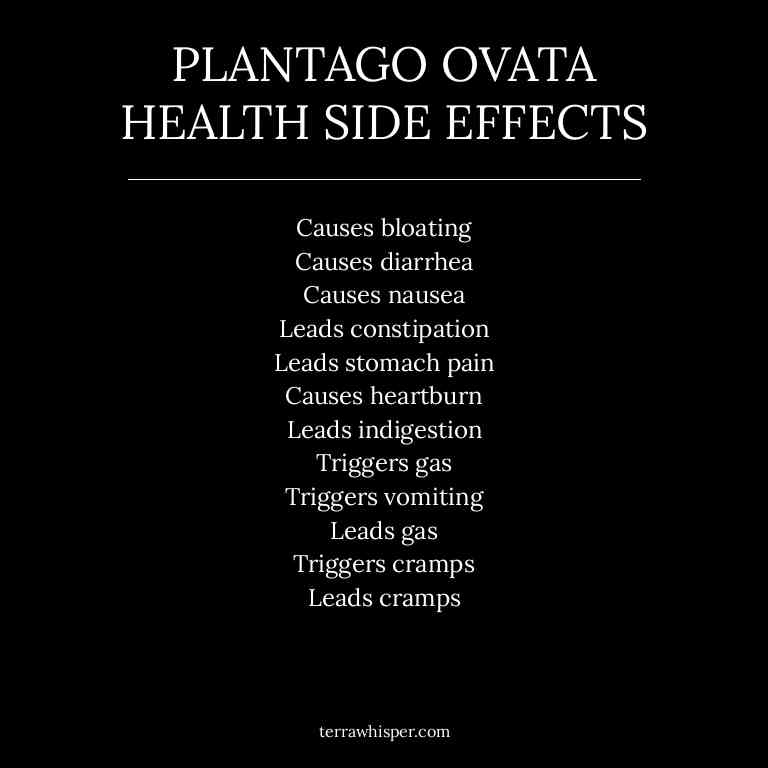 PLANTAGO OVATA
HEALTH SIDE EFFECTS
Causes bloating
Causes diarrhea
Causes nausea
Leads constipation
Leads stomach pain
Causes heartburn
Leads indigestion
Triggers gas
Triggers vomiting
Leads gas
Triggers cramps
Leads cramps
terrawhisper.com